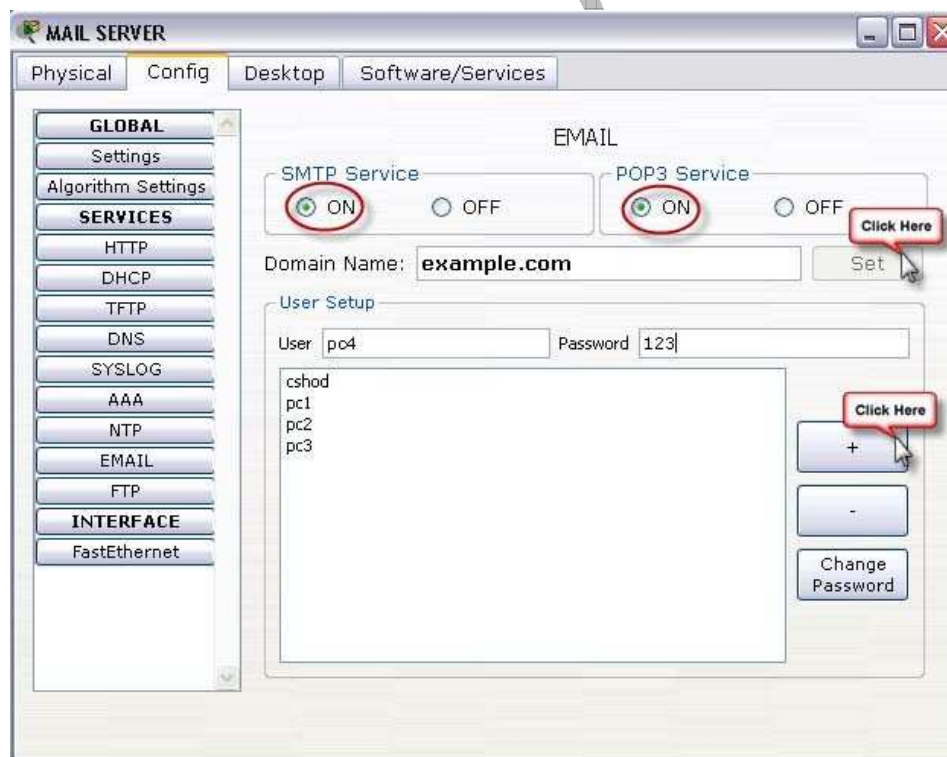 MAIL SERVER
Physical Config Desktop Software/Services
GLOBAL
Settings
Algorithm Settings
SERVICES
HTTP
DHCP
TFTP
DNS
SYSLOG
AAA
NTP
EMAIL
FTP
INTERFACE
FastEthernet
EMAIL
SMTP Service
ON OFF
POP3 Service
ON OFF
Click Here
Domain Name: example.com Set
User Setup
User pc4 Password 123
cshod
pc1
pc2
pc3
Click Here
+
-
Change
Password